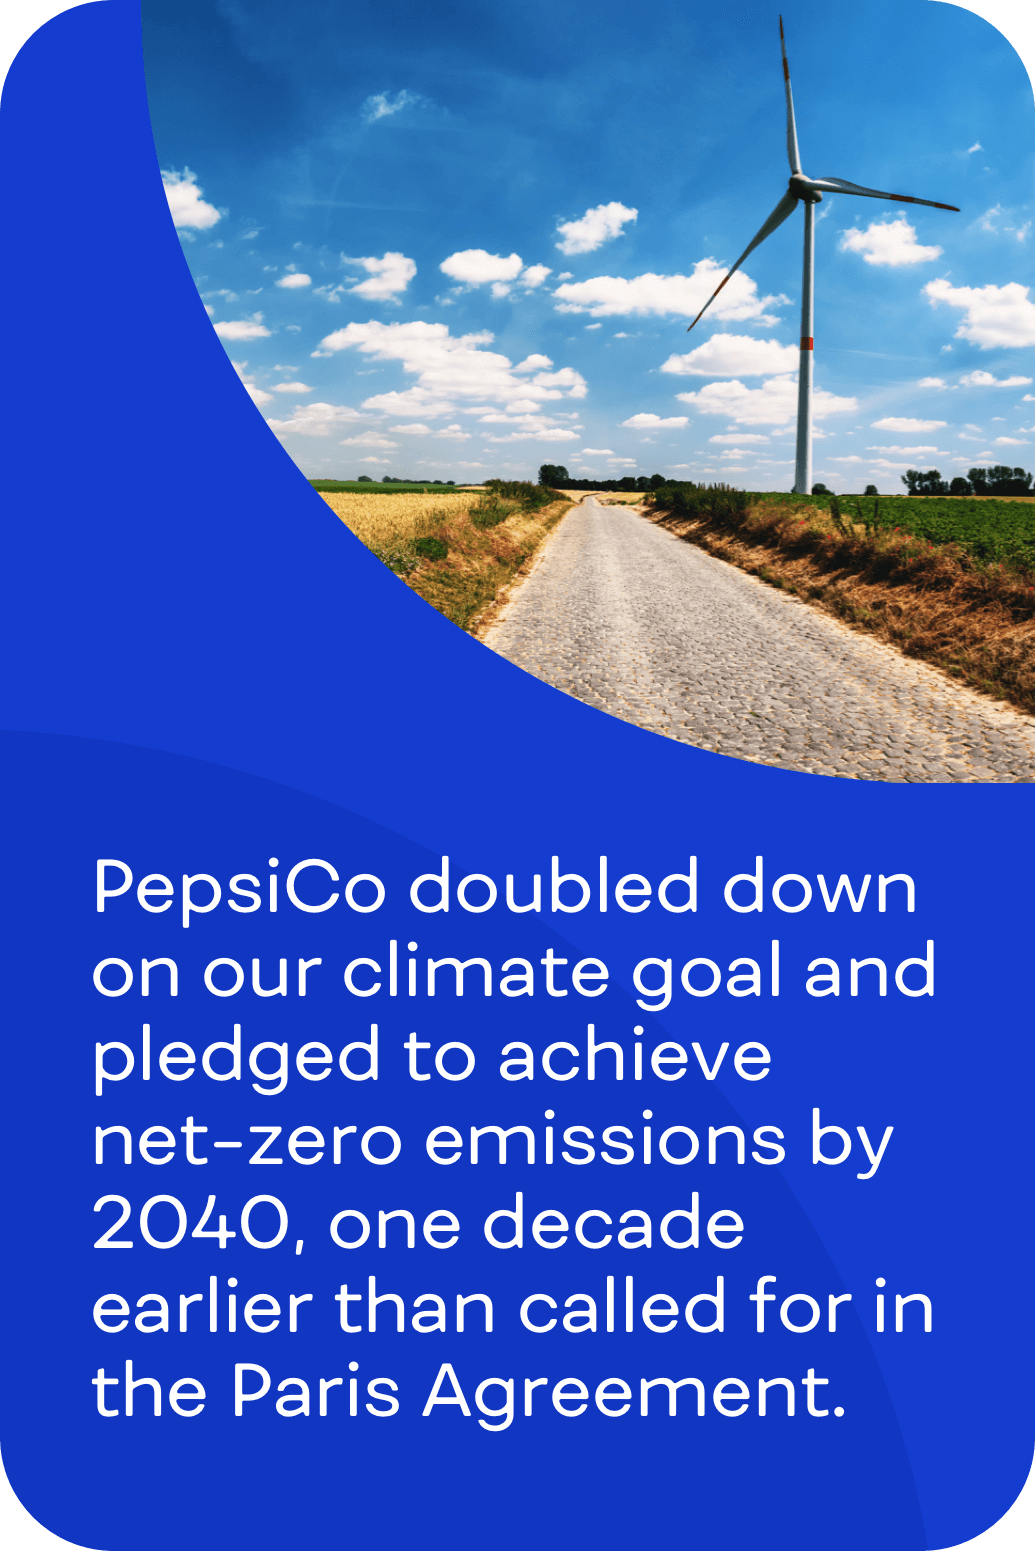 PepsiCo doubled down
on our climate goal and
pledged to achieve
net-zero emissions by
2040, one decade
earlier than called for in
the Paris Agreement.